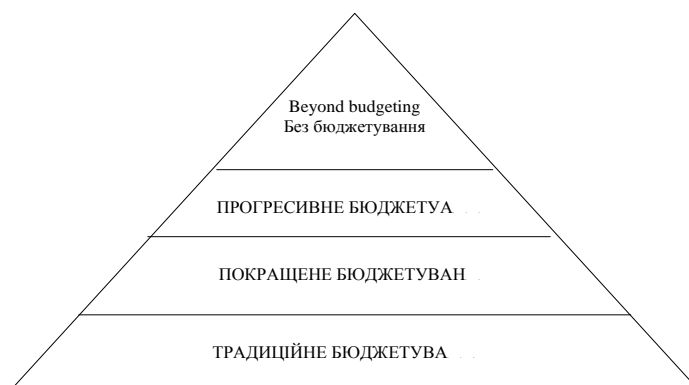 Beyond budgeting
Без бюджетування
ПРОГРЕСИВНЕ БЮДЖЕТУА
ПОКРАЩЕНЕ БЮДЖЕТУВАН
ТРАДИЦІЙНЕ БЮДЖЕТУВА